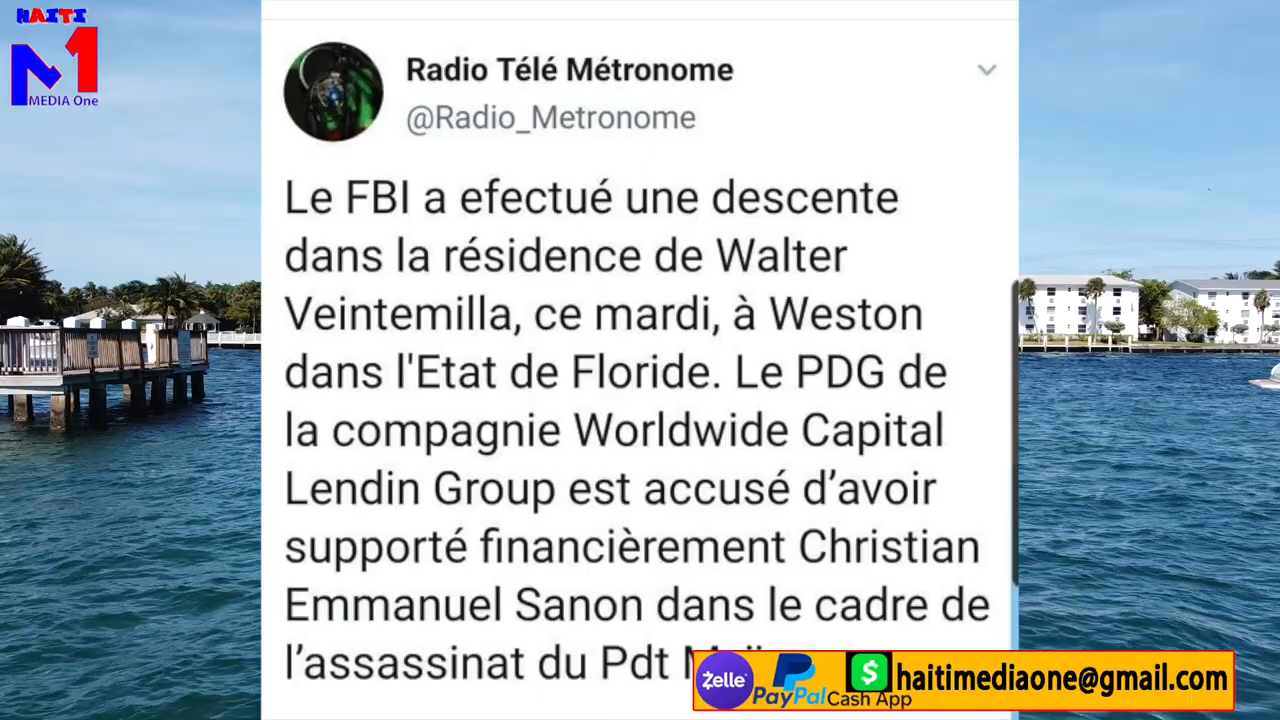 HAITI
M1
MEDIA One
Radio Télé Métronome
@Radio_Metronome
Le FBI a efectué une descente
dans la résidence de Walter
Veintemilla, ce mardi, à Weston
dans l'Etat de Floride. Le PDG de
la compagnie Worldwide Capital
Lendin Group est accusé d’avoir
supporté financièrement Christian
Emmanuel Sanon dans le cadre de
l’assassinat du Pdt
Zelle PayPal $ Cash App haitimediaone@gmail.com